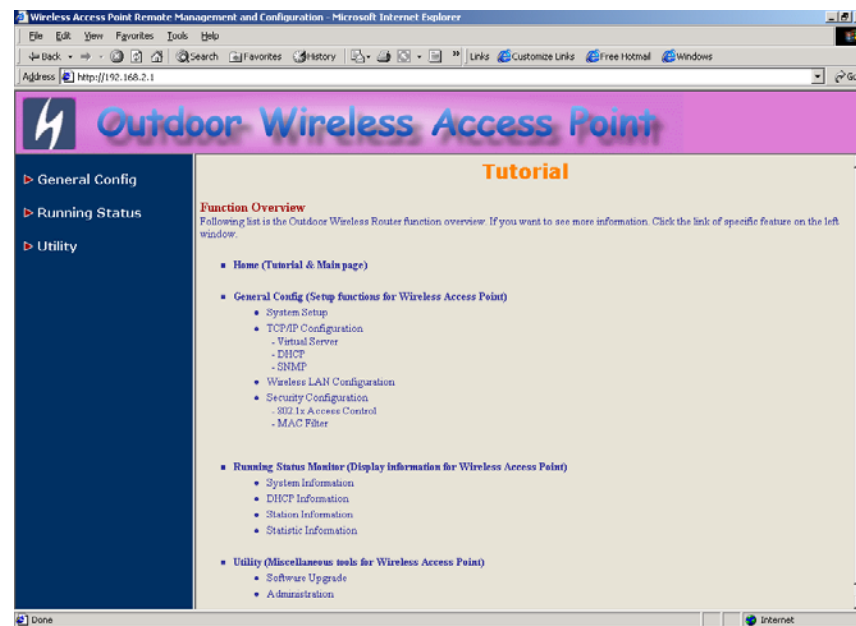 Wireless Access Point Remote Management and Configuration - Microsoft Internet Explorer
File Edit View Favorites Tools Help
Back Search Favorites History » Links Customize Links Free Hotmail Windows
Address http://192.168.2.1 Go
Outdoor Wireless Access Point
General Config
Running Status
Utility
Tutorial
Function Overview
Following list is the Outdoor Wireless Router function overview. If you want to see more information. Click the link of specific feature on the left
window.
Home (Tutorial & Main page)
General Config (Setup functions for Wireless Access Point)
System Setup
TCP/IP Configuration
- Virtual Server
- DHCP
- SNMP
Wireless LAN Configuration
Security Configuration
- 802.1x Access Control
- MAC Filter
Running Status Monitor (Display information for Wireless Access Point)
System Information
DHCP Information
Station Information
Statistic Information
Utility (Miscellaneous tools for Wireless Access Point)
Software Upgrade
Administration
Done Internet